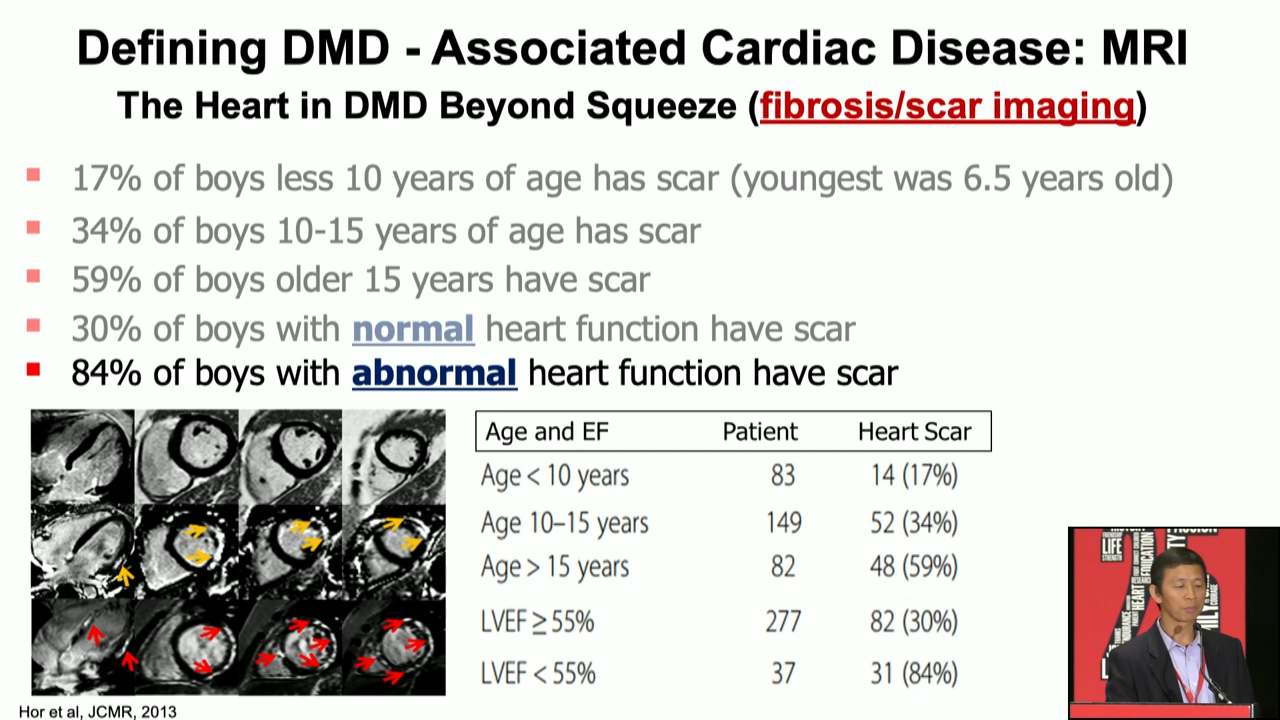 Defining DMD - Associated Cardiac Disease: MRI
The Heart in DMD Beyond Squeeze (fibrosis/scar imaging)
17% of boys less 10 years of age has scar (youngest was 6.5 years old)
34% of boys 10-15 years of age has scar
59% of boys older 15 years have scar
30% of boys with normal heart function have scar
84% of boys with abnormal heart function have scar
Age and EF Patient Heart Scar
Age < 10 years 83 14 (17%)
Age 10–15 years 149 52 (34%)
Age > 15 years 82 48 (59%)
LVEF ≥ 55% 277 82 (30%)
LVEF < 55% 37 31 (84%)
Hor et al, JCMR, 2013
LIFE
STRENGTH
HEART
EDUCATION